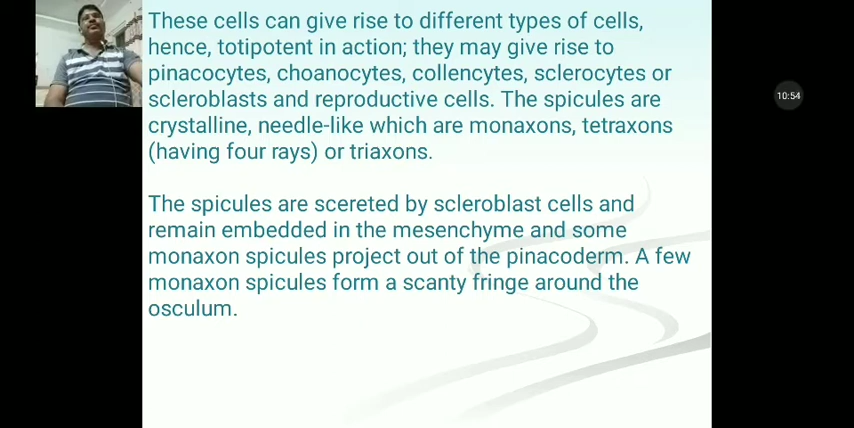 These cells can give rise to different types of cells,
hence, totipotent in action; they may give rise to
pinacocytes, choanocytes, collencytes, sclerocytes or
scleroblasts and reproductive cells. The spicules are
crystalline, needle-like which are monaxons, tetraxons
(having four rays) or triaxons.
The spicules are scereted by scleroblast cells and
remain embedded in the mesenchyme and some
monaxon spicules project out of the pinacoderm. A few
monaxon spicules form a scanty fringe around the
osculum.
10:54